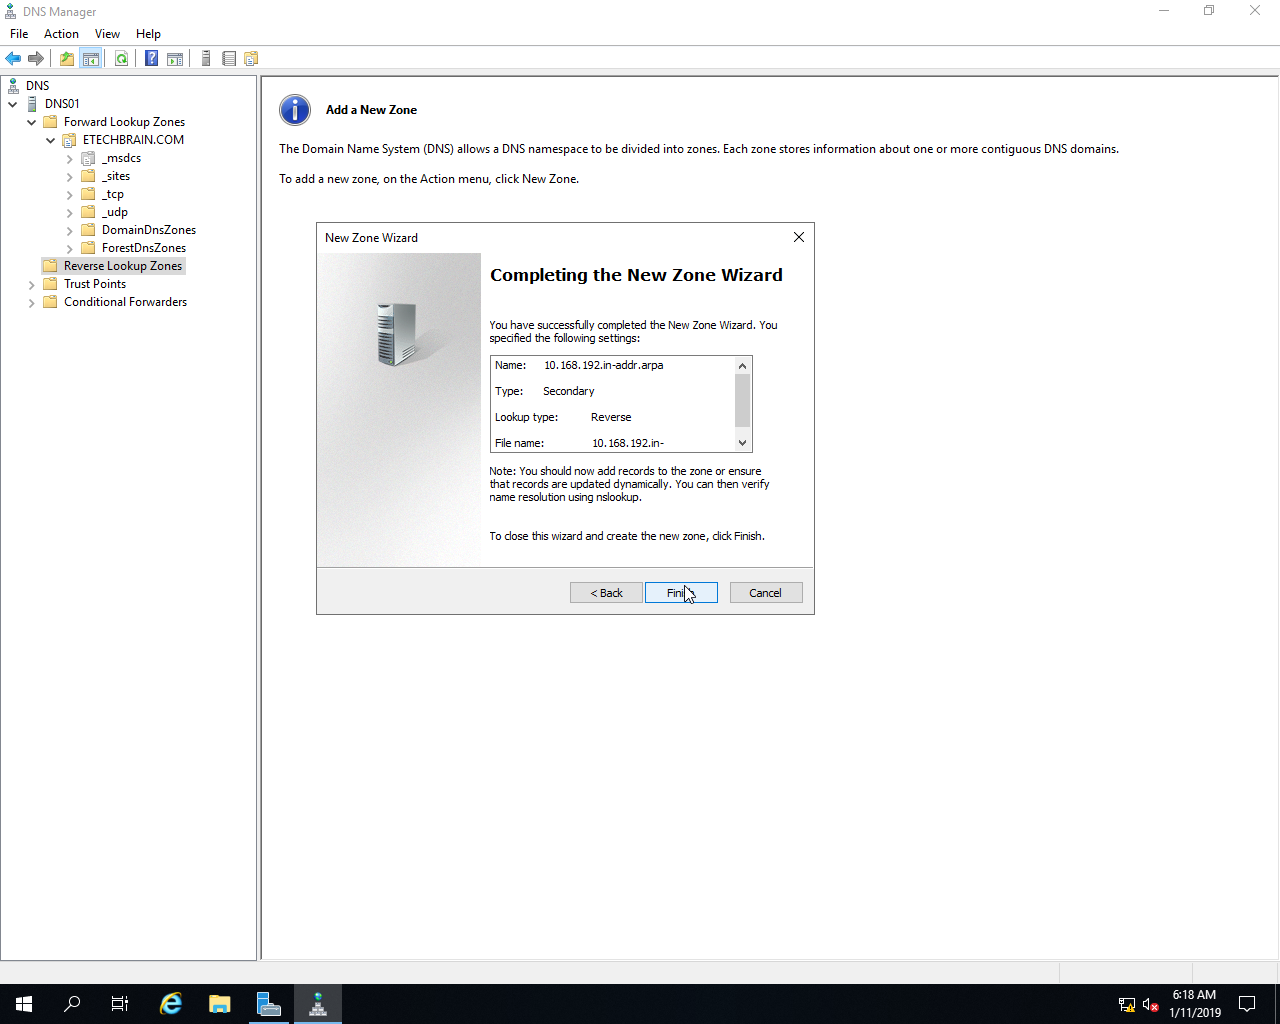 DNS Manager
File Action View Help
DNS
DNS01
Forward Lookup Zones
ETECHBRAIN.COM
_msdcs
_sites
_tcp
_udp
DomainDnsZones
ForestDnsZones
Reverse Lookup Zones
Trust Points
Conditional Forwarders
Add a New Zone
The Domain Name System (DNS) allows a DNS namespace to be divided into zones. Each zone stores information about one or more contiguous DNS domains.
To add a new zone, on the Action menu, click New Zone.
New Zone Wizard
Completing the New Zone Wizard
You have successfully completed the New Zone Wizard. You
specified the following settings:
Name: 10.168.192.in-addr.arpa
Type: Secondary
Lookup type: Reverse
File name: 10.168.192.in-
Note: You should now add records to the zone or ensure
that records are updated dynamically. You can then verify
name resolution using nslookup.
To close this wizard and create the new zone, click Finish.
< Back Finish Cancel
6:18 AM
1/11/2019